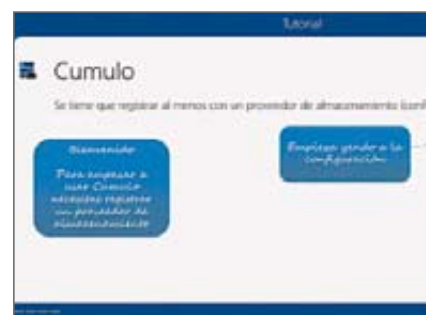 Tutorial
Cumulo
Se tiene que registrar al menos con un proveedor de almacenamiento (conf
Bienvenido
Para empezar a
usar Cumulo
necesitas registrar
un proveedor de
almacenamiento
Empieza yendo a la
configuración